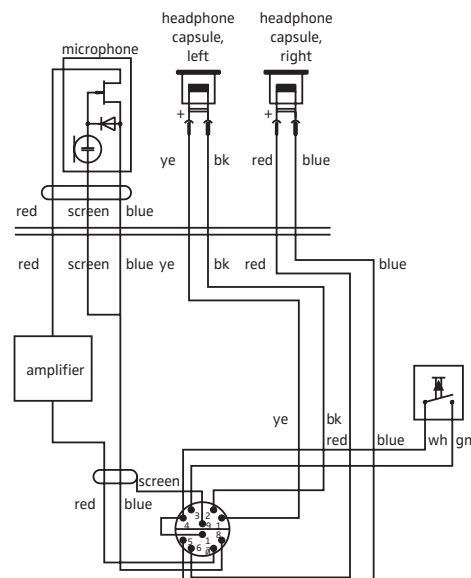 headphone
capsule,
left
headphone
capsule,
right
microphone
+
+
ye
bk
red
blue
red
screen
blue
red
screen
blue
ye
bk
red
blue
amplifier
ye
bk
red
blue
wh
gn
screen
red
blue
3
2
4
9
1
5
1
8
6